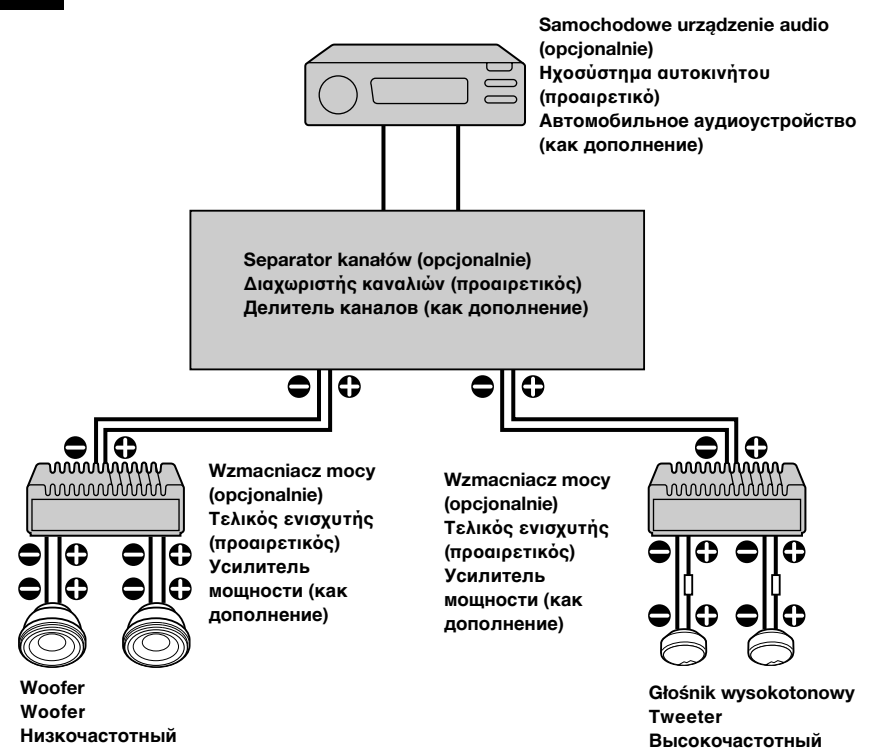 Samochodowe urządzenie audio
(opcjonalnie)
Ηχοσύστημα αυτοκινήτου
(προαιρετικό)
Автомобильное аудиоустройство
(как дополнение)
Separator kanałów (opcjonalnie)
Διαχωριστής καναλιών (προαιρετικός)
Делитель каналов (как дополнение)
Wzmacniacz mocy
(opcjonalnie)
Τελικός ενισχυτής
(προαιρετικός)
Усилитель
мощности (как
дополнение)
Wzmacniacz mocy
(opcjonalnie)
Τελικός ενισχυτής
(προαιρετικός)
Усилитель
мощности (как
дополнение)
Woofer
Woofer
Низкочастотный
Głośnik wysokotonowy
Tweeter
Высокочастотный